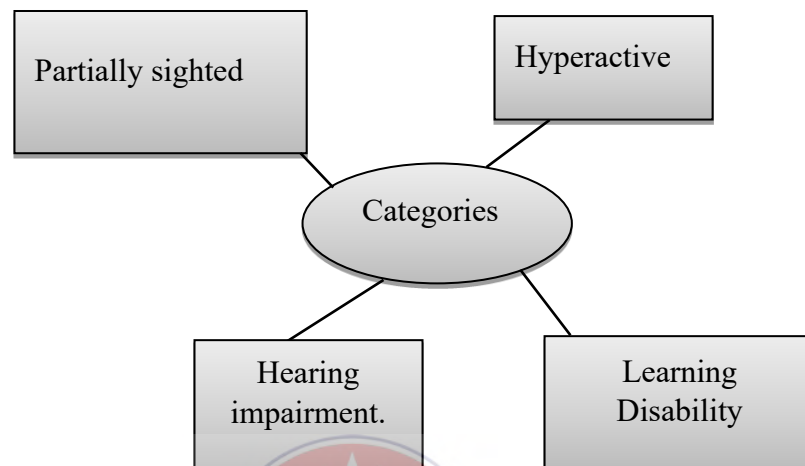 Partially sighted
Hyperactive
Categories
Hearing
impairment.
Learning
Disability